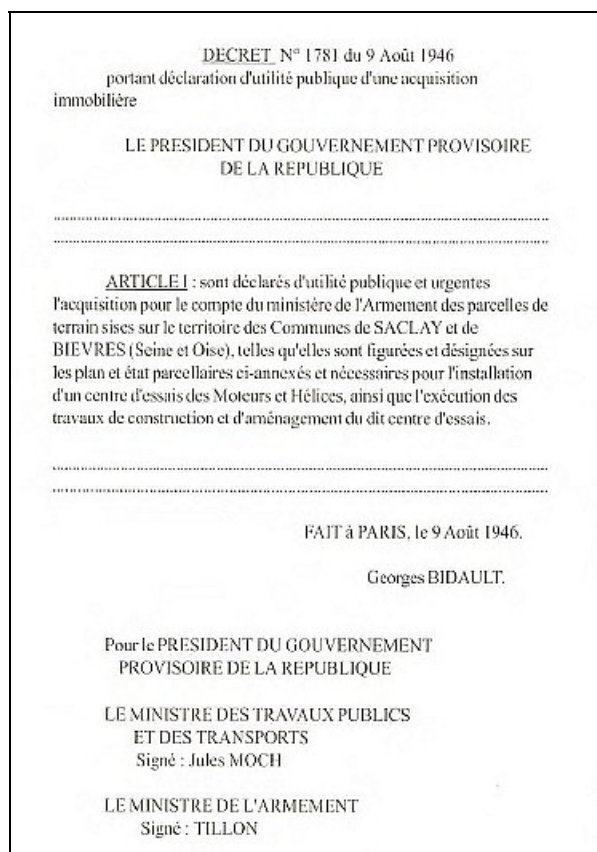 DECRET N° 1781 du 9 Août 1946
portant déclaration d'utilité publique d'une acquisition
immobilière
LE PRESIDENT DU GOUVERNEMENT PROVISOIRE
DE LA REPUBLIQUE
..........................................................................................
..........................................................................................
ARTICLE I : sont déclarés d'utilité publique et urgentes
l'acquisition pour le compte du ministère de l'Armement des parcelles de
terrain sises sur le territoire des Communes de SACLAY et de
BIEVRES (Seine et Oise), telles qu'elles sont figurées et désignées sur
les plan et état parcellaires ci-annexés et nécessaires pour l'installation
d'un centre d'essais des Moteurs et Hélices, ainsi que l'exécution des
travaux de construction et d'aménagement du dit centre d'essais.
..........................................................................................
..........................................................................................
FAIT à PARIS, le 9 Août 1946.
Georges BIDAULT.
Pour le PRESIDENT DU GOUVERNEMENT
PROVISOIRE DE LA REPUBLIQUE
LE MINISTRE DES TRAVAUX PUBLICS
ET DES TRANSPORTS
Signé : Jules MOCH
LE MINISTRE DE L'ARMEMENT
Signé : TILLON